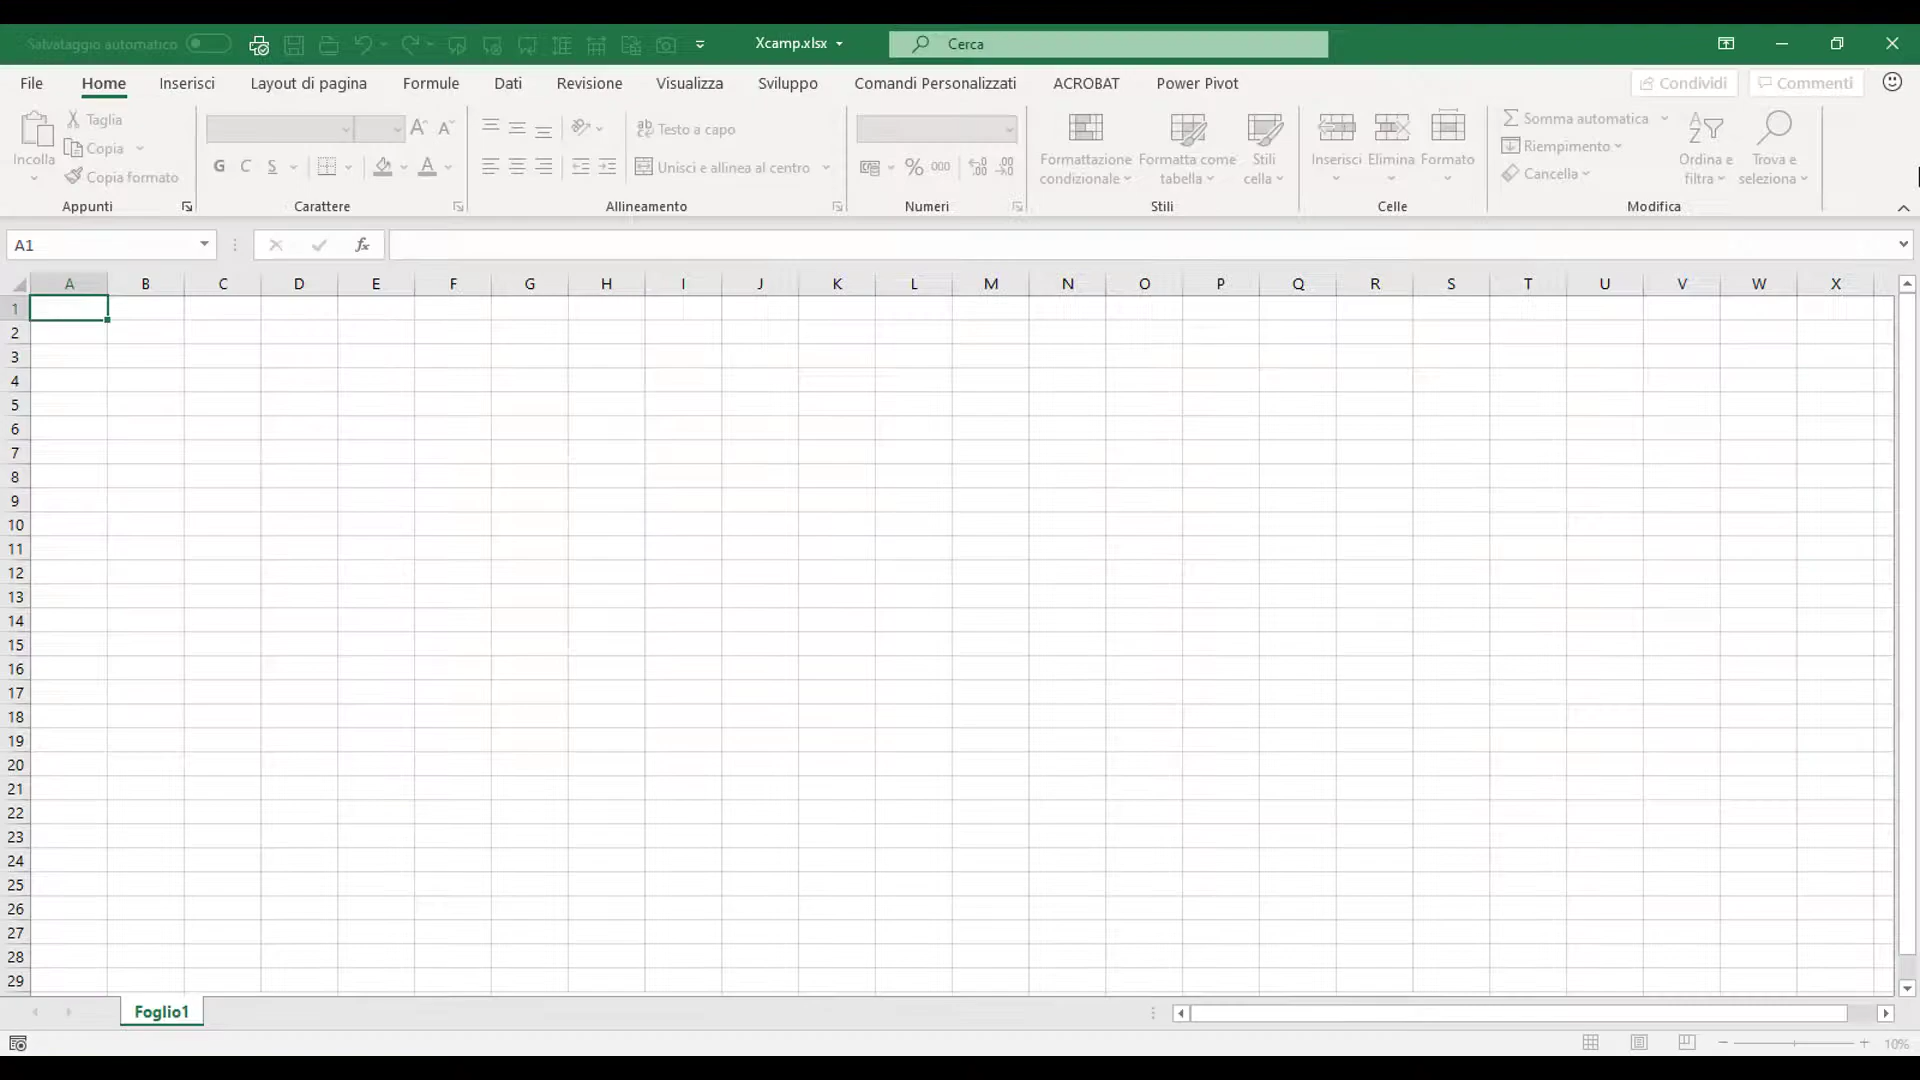 Salvataggio automatico
Xcamp.xlsx
Cerca
File Home Inserisci Layout di pagina Formule Dati Revisione Visualizza Sviluppo Comandi Personalizzati ACROBAT Power Pivot Condividi Commenti
Incolla
Taglia
Copia
Copia formato
Appunti
G C S A
Carattere
Testo a capo
Unisci e allinea al centro
Allineamento
% 000
Numeri
Formattazione condizionale
Formatta come tabella
Stili cella
Stili
Inserisci Elimina Formato
Celle
Somma automatica
Riempimento
Cancella
Ordina e filtra
Trova e seleziona
Modifica
A1
fx
A B C D E F G H I J K L M N O P Q R S T U V W X
1
2
3
4
5
6
7
8
9
10
11
12
13
14
15
16
17
18
19
20
21
22
23
24
25
26
27
28
29
Foglio1
10%